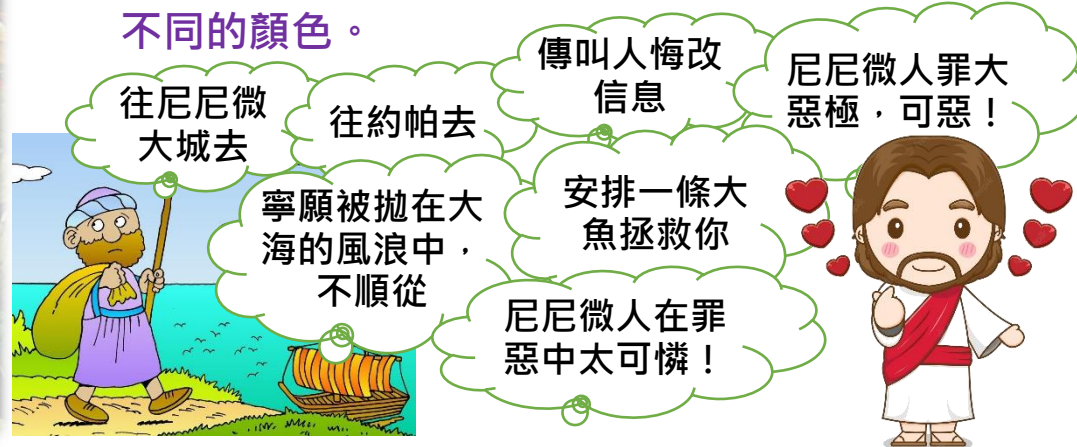 不同的顏色。
往尼尼微
大城去
往約帕去
傳叫人悔改
信息
尼尼微人罪大
惡極，可惡！
寧願被拋在大
海的風浪中，
不順從
安排一條大
魚拯救你
尼尼微人在罪
惡中太可憐！